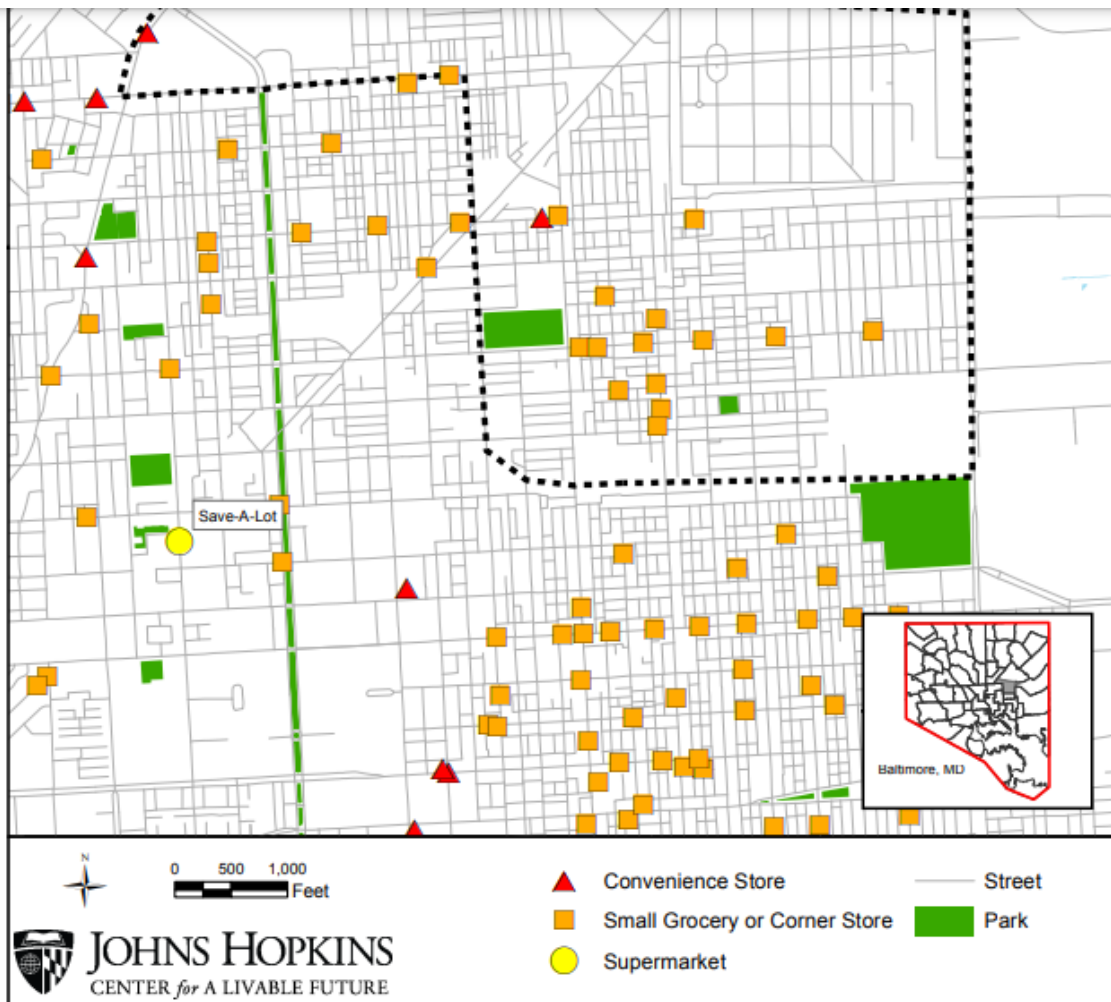 Save-A-Lot
Baltimore, MD
N
0 500 1,000
Feet
Convenience Store
Small Grocery or Corner Store
Supermarket
Street
Park
JOHNS HOPKINS
CENTER for A LIVABLE FUTURE